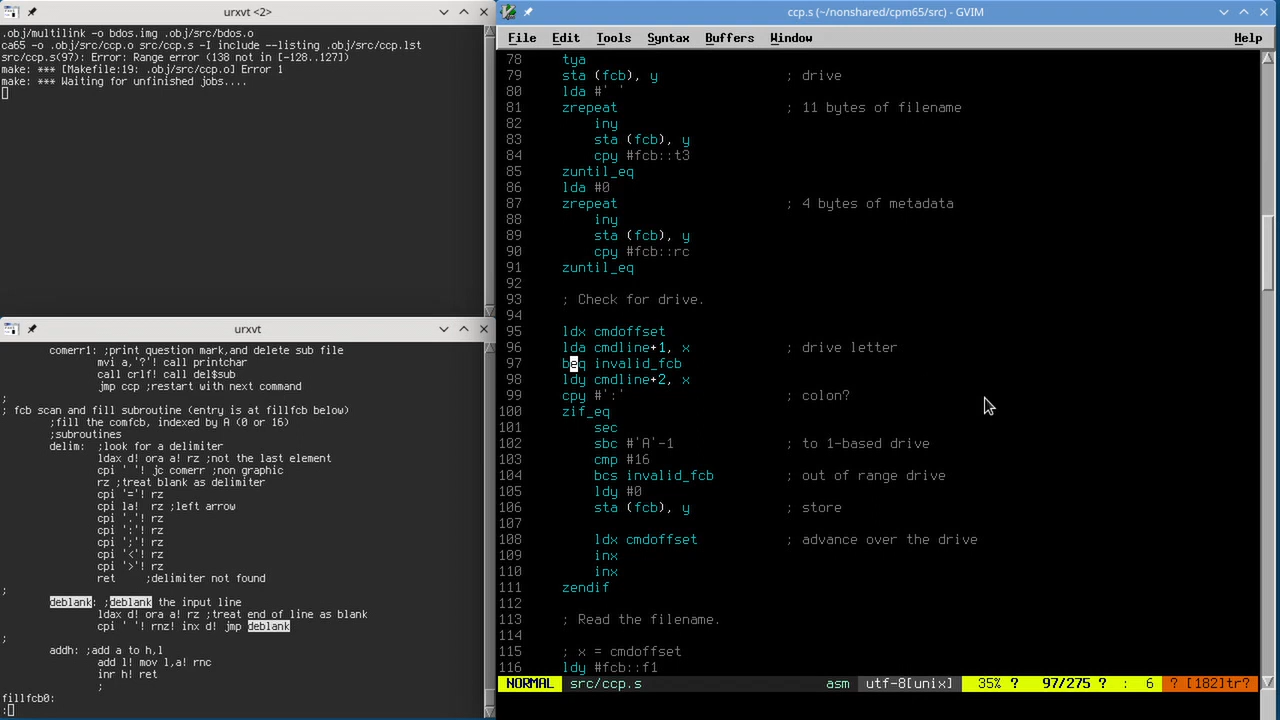 urxvt <2>
.obj/multilink -o bdos.img .obj/src/bdos.o
ca65 -o .obj/src/ccp.o src/ccp.s -I include --listing .obj/src/ccp.lst
src/ccp.s(97): Error: Range error (138 not in [-128..127])
make: *** [Makefile:19: .obj/src/ccp.o] Error 1
make: *** Waiting for unfinished jobs....
urxvt
comerr1: ;print question mark,and delete sub file
mvi a,'?'! call printchar
call crlf! call del$sub
jmp ccp ;restart with next command
;
; fcb scan and fill subroutine (entry is at fillfcb below)
;fill the comfcb, indexed by A (0 or 16)
;subroutines
delim: ;look for a delimiter
ldax d! ora a! rz ;not the last element
cpi ' '! jc comerr ;non graphic
rz ;treat blank as delimiter
cpi '='! rz
cpi la! rz ;left arrow
cpi '.'! rz
cpi ':'! rz
cpi ';'! rz
cpi '<'! rz
cpi '>'! rz
ret ;delimiter not found
;
deblank: ;deblank the input line
ldax d! ora a! rz ;treat end of line as blank
cpi ' '! rnz! inx d! jmp deblank
;
addh: ;add a to h,l
add l! mov l,a! rnc
inr h! ret
;
fillfcb0:
:
ccp.s (~/nonshared/cpm65/src) - GVIM
File Edit Tools Syntax Buffers Window Help
78 tya
79 sta (fcb), y ; drive
80 lda #' '
81 zrepeat ; 11 bytes of filename
82 iny
83 sta (fcb), y
84 cpy #fcb::t3
85 zuntil_eq
86 lda #0
87 zrepeat ; 4 bytes of metadata
88 iny
89 sta (fcb), y
90 cpy #fcb::rc
91 zuntil_eq
92
93 ; Check for drive.
94
95 ldx cmdoffset
96 lda cmdline+1, x ; drive letter
97 beq invalid_fcb
98 ldy cmdline+2, x
99 cpy #':' ; colon?
100 zif_eq
101 sec
102 sbc #'A'-1 ; to 1-based drive
103 cmp #16
104 bcs invalid_fcb ; out of range drive
105 ldy #0
106 sta (fcb), y ; store
107
108 ldx cmdoffset ; advance over the drive
109 inx
110 inx
111 zendif
112
113 ; Read the filename.
114
115 ; x = cmdoffset
116 ldy #fcb::f1
NORMAL src/ccp.s asm utf-8[unix] 35% ? 97/275 ? : 6 ? [182]tr?